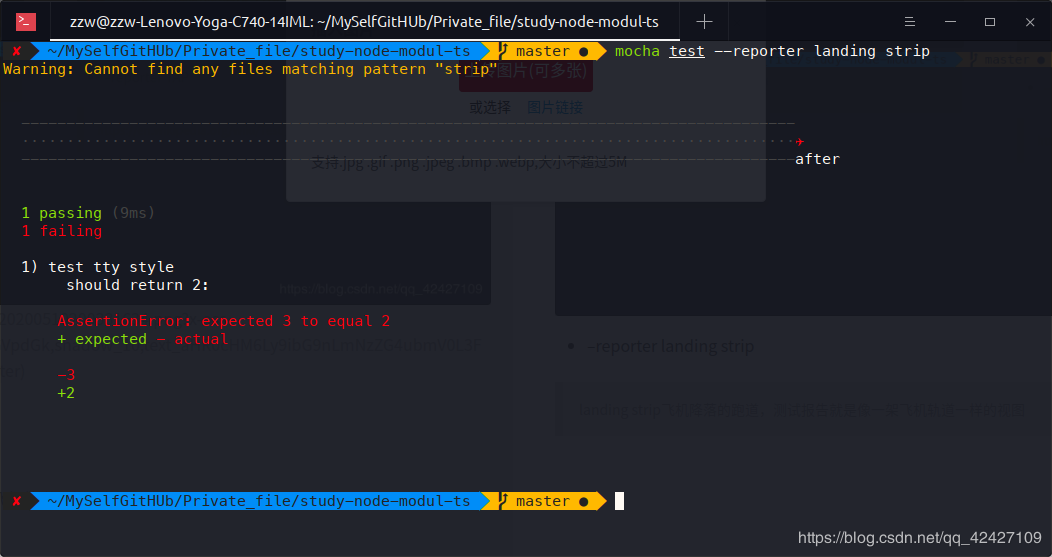 zzw@zzw-Lenovo-Yoga-C740-14IML: ~/MySelfGitHUb/Private_file/study-node-modul-ts
✘ ~/MySelfGitHUb/Private_file/study-node-modul-ts master ● mocha test --reporter landing strip
Warning: Cannot find any files matching pattern "strip"
图片(可多张)
或选择 图片链接
支持.jpg .gif .png .jpeg .bmp .webp,大小不超过5M
after
1 passing (9ms)
1 failing
1) test tty style
should return 2:
https://blog.csdn.net/qq_42427109
AssertionError: expected 3 to equal 2
+ expected - actual
--reporter landing strip
-3
+2
✘ ~/MySelfGitHUb/Private_file/study-node-modul-ts master ●
https://blog.csdn.net/qq_42427109